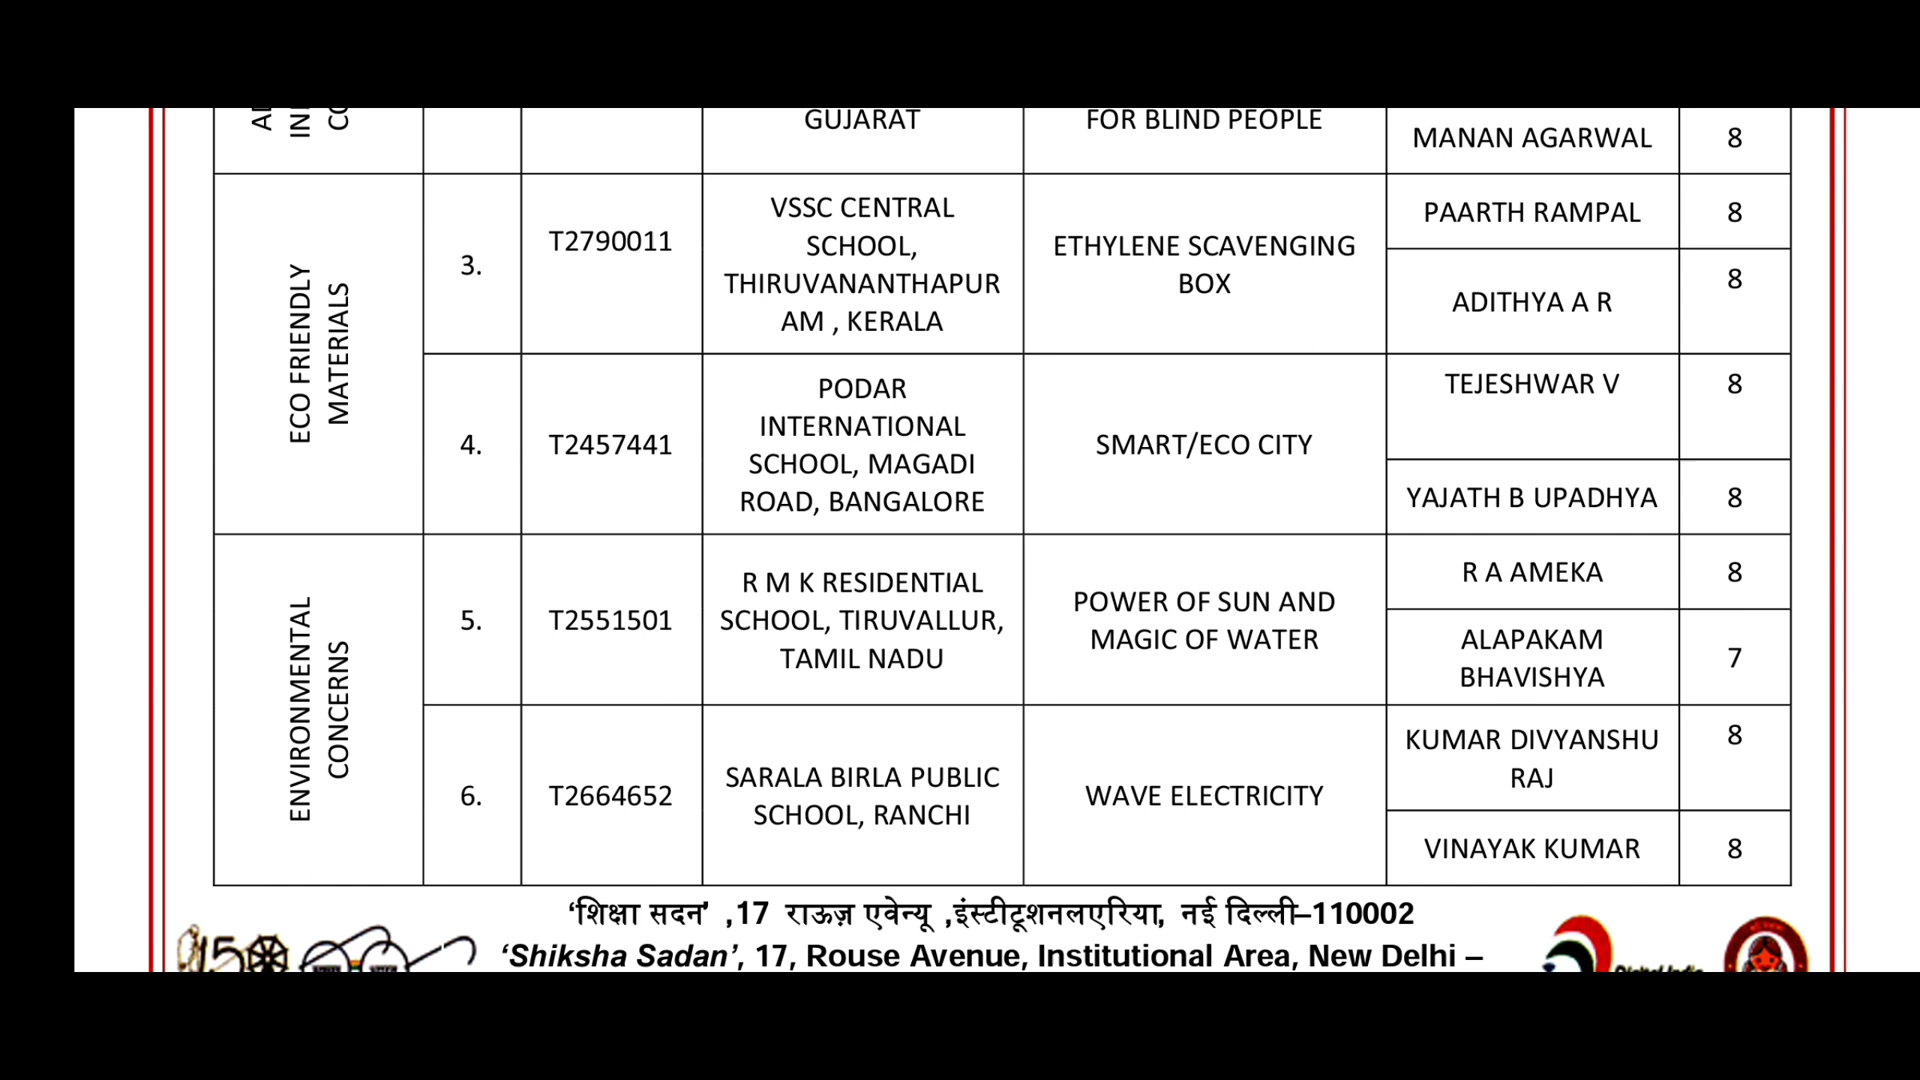 GUJARAT
FOR BLIND PEOPLE
MANAN AGARWAL
8
ECO FRIENDLY
MATERIALS
3.
T2790011
VSSC CENTRAL
SCHOOL,
THIRUVANANTHAPUR
AM , KERALA
ETHYLENE SCAVENGING
BOX
PAARTH RAMPAL
8
ADITHYA A R
8
4.
T2457441
PODAR
INTERNATIONAL
SCHOOL, MAGADI
ROAD, BANGALORE
SMART/ECO CITY
TEJESHWAR V
8
YAJATH B UPADHYA
8
ENVIRONMENTAL
CONCERNS
5.
T2551501
R M K RESIDENTIAL
SCHOOL, TIRUVALLUR,
TAMIL NADU
POWER OF SUN AND
MAGIC OF WATER
R A AMEKA
8
ALAPAKAM
BHAVISHYA
7
6.
T2664652
SARALA BIRLA PUBLIC
SCHOOL, RANCHI
WAVE ELECTRICITY
KUMAR DIVYANSHU
RAJ
8
VINAYAK KUMAR
8
‘शिक्षा सदन’ ,17 राऊज़ एवेन्यू ,इंस्टीटूशनलएरिया, नई दिल्ली–110002
‘Shiksha Sadan’, 17, Rouse Avenue, Institutional Area, New Delhi –